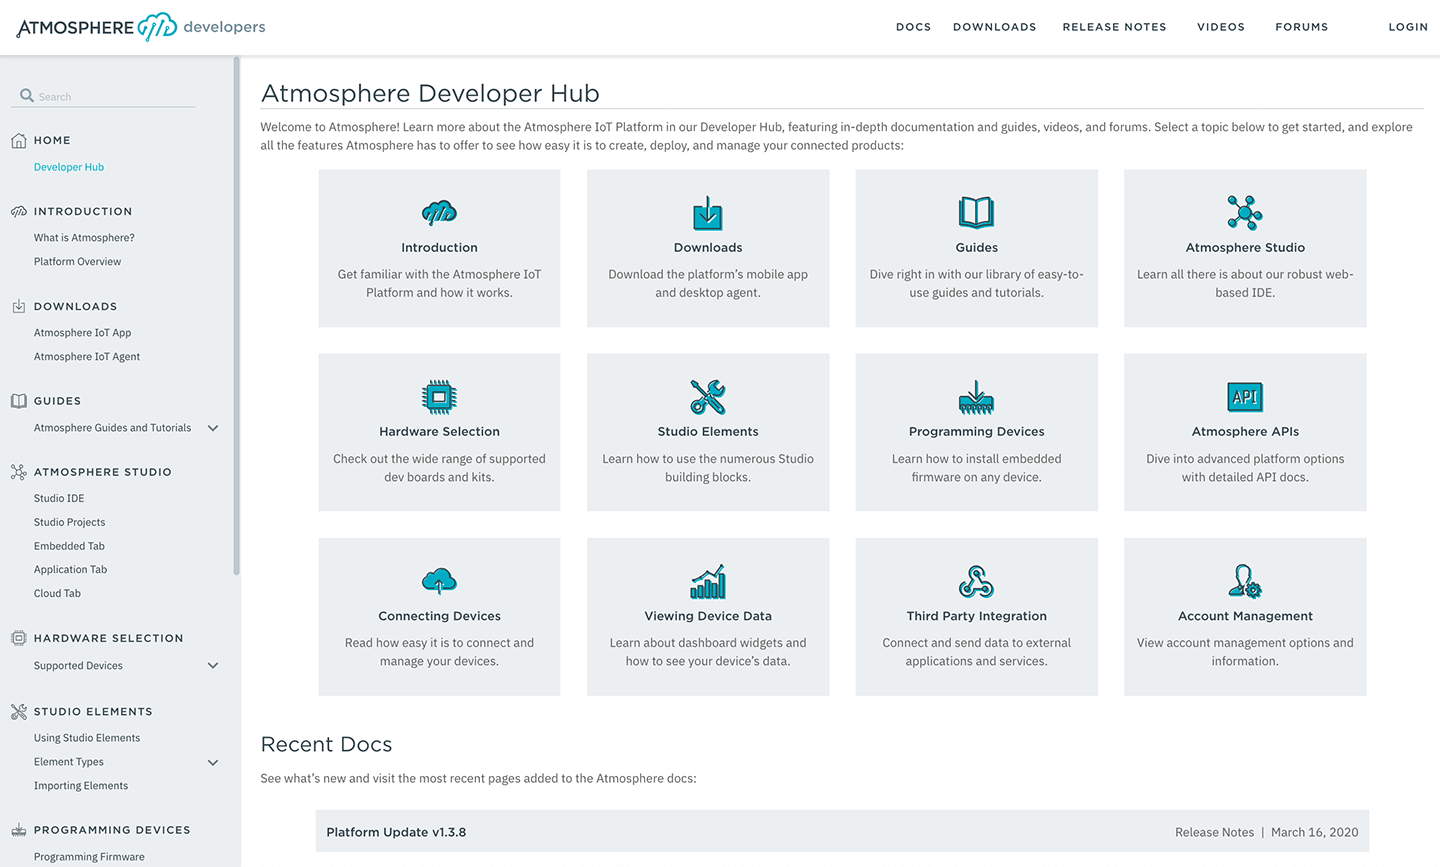 ATMOSPHERE developers
DOCS
DOWNLOADS
RELEASE NOTES
VIDEOS
FORUMS
LOGIN
Search
HOME
Developer Hub
INTRODUCTION
What is Atmosphere?
Platform Overview
DOWNLOADS
Atmosphere IoT App
Atmosphere IoT Agent
GUIDES
Atmosphere Guides and Tutorials
ATMOSPHERE STUDIO
Studio IDE
Studio Projects
Embedded Tab
Application Tab
Cloud Tab
HARDWARE SELECTION
Supported Devices
STUDIO ELEMENTS
Using Studio Elements
Element Types
Importing Elements
PROGRAMMING DEVICES
Programming Firmware
Atmosphere Developer Hub
Welcome to Atmosphere! Learn more about the Atmosphere IoT Platform in our Developer Hub, featuring in-depth documentation and guides, videos, and forums. Select a topic below to get started, and explore
all the features Atmosphere has to offer to see how easy it is to create, deploy, and manage your connected products:
Introduction
Get familiar with the Atmosphere IoT
Platform and how it works.
Downloads
Download the platform's mobile app
and desktop agent.
Guides
Dive right in with our library of easy-to-
use guides and tutorials.
Atmosphere Studio
Learn all there is about our robust web-
based IDE.
Hardware Selection
Check out the wide range of supported
dev boards and kits.
Studio Elements
Learn how to use the numerous Studio
building blocks.
Programming Devices
Learn how to install embedded
firmware on any device.
API
Atmosphere APIs
Dive into advanced platform options
with detailed API docs.
Connecting Devices
Read how easy it is to connect and
manage your devices.
Viewing Device Data
Learn about dashboard widgets and
how to see your device's data.
Third Party Integration
Connect and send data to external
applications and services.
Account Management
View account management options and
information.
Recent Docs
See what's new and visit the most recent pages added to the Atmosphere docs:
Platform Update v1.3.8
Release Notes | March 16, 2020